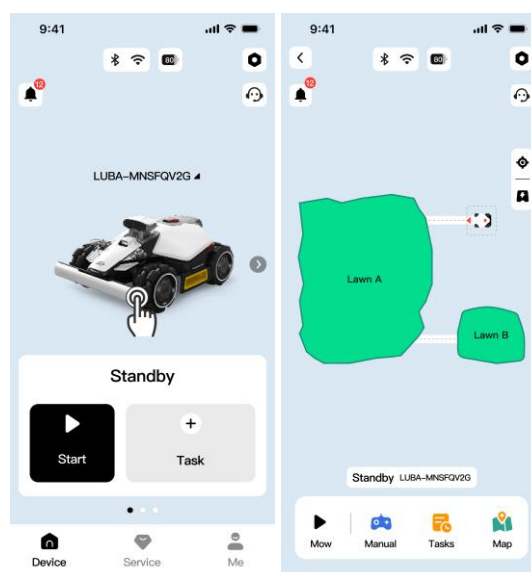 9:41
80
12
LUBA-MNSFQV2G
Standby
Start
Task
Device
Service
Me
9:41
80
12
Lawn A
Lawn B
Standby LUBA-MNSFQV2G
Mow
Manual
Tasks
Map